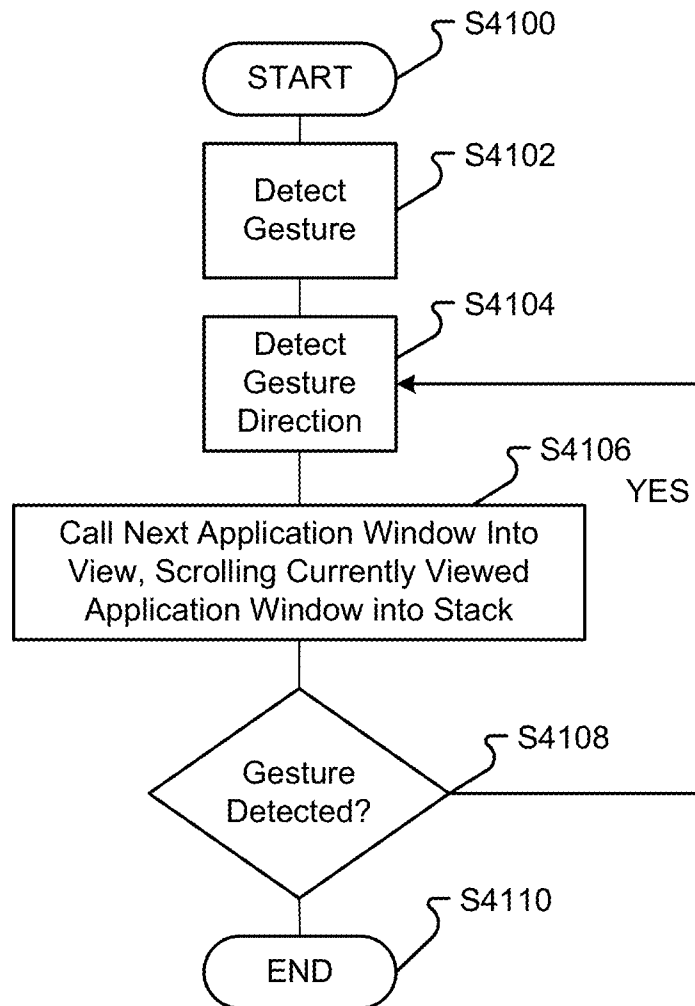 S4100
START
S4102
Detect
Gesture
S4104
Detect
Gesture
Direction
S4106
YES
Call Next Application Window Into
View, Scrolling Currently Viewed
Application Window into Stack
S4108
Gesture
Detected?
S4110
END